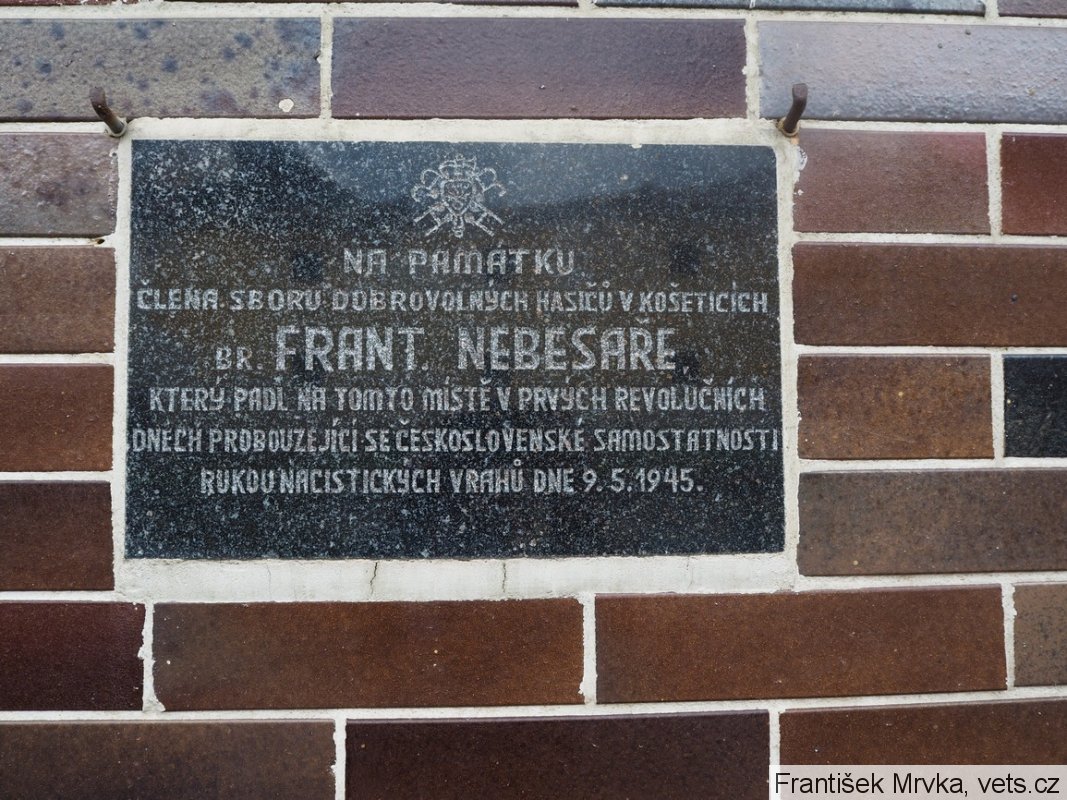 NA PAMÁTKU
ČLENA SBORU DOBROVOLNÝCH HASIČŮ V KOŠETICÍCH
BR. FRANT. NEBESAŘE,
KTERÝ PADL NA TOMTO MÍSTĚ V PRVÝCH REVOLUČNÍCH
DNECH PROBOUZEJÍCÍ SE ČESKOSLOVENSKÉ SAMOSTATNOSTI
RUKOU NACISTICKÝCH VRAHŮ DNE 9.5.1945.
František Mrvka, vets.cz